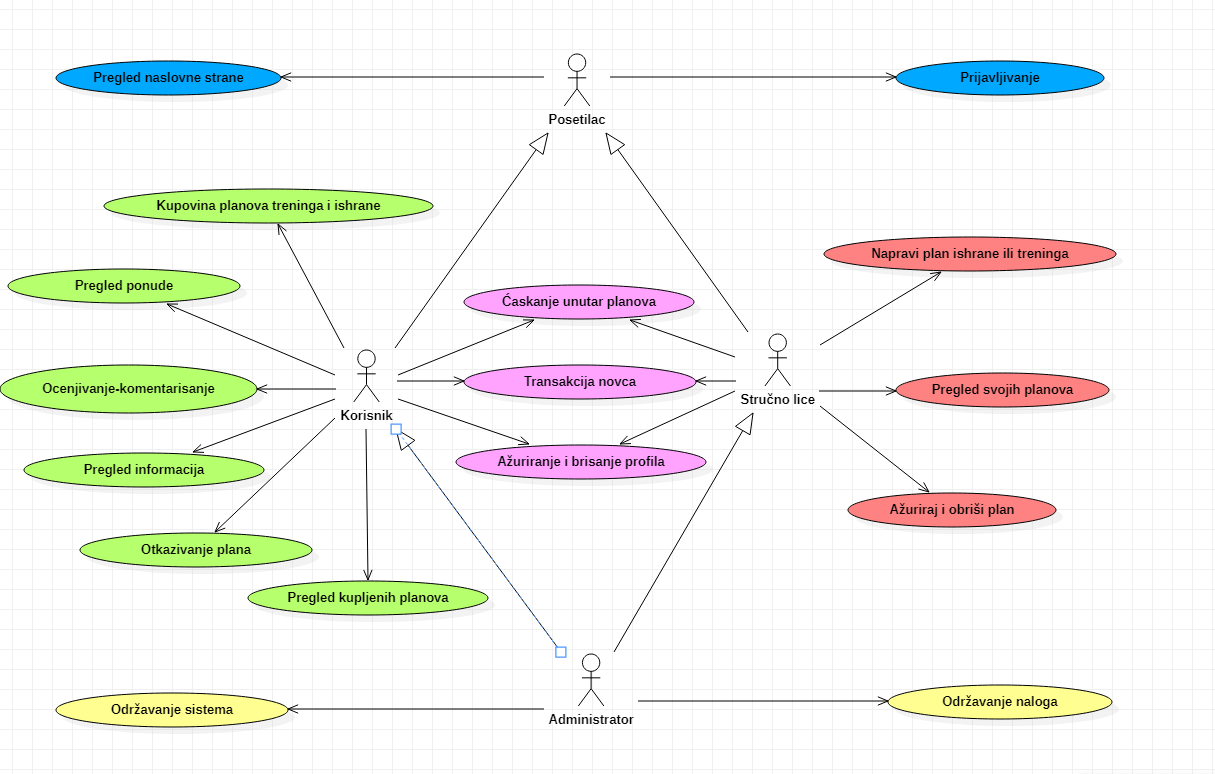 Pregled naslovne strane
Prijavljivanje
Posetilac
Kupovina planova treninga i ishrane
Napravi plan ishrane ili treninga
Pregled ponude
Ćaskanje unutar planova
Ocenjivanje-komentarisanje
Transakcija novca
Pregled svojih planova
Stručno lice
Korisnik
Pregled informacija
Ažuriranje i brisanje profila
Ažuriraj i obriši plan
Otkazivanje plana
Pregled kupljenih planova
Održavanje sistema
Održavanje naloga
Administrator